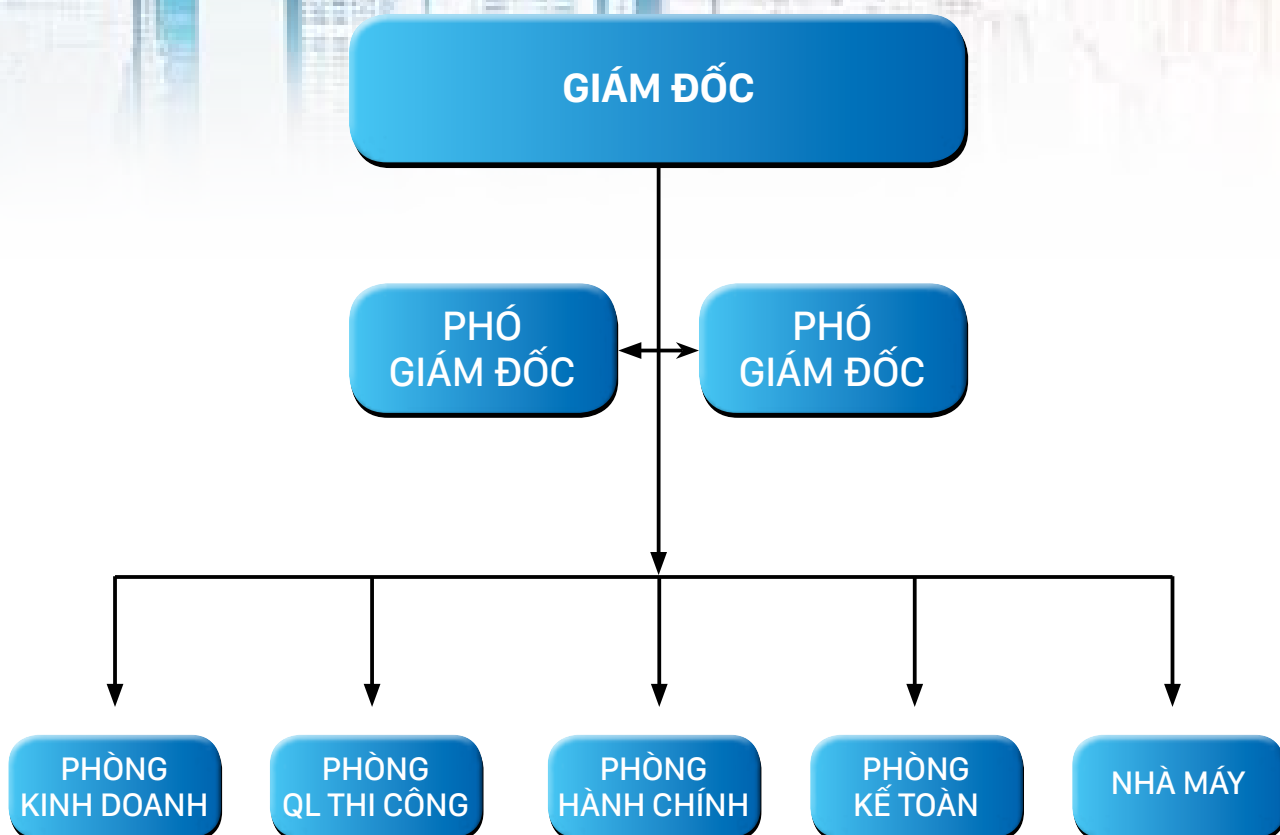 GIÁM ĐỐC
PHÓ
GIÁM ĐỐC
PHÓ
GIÁM ĐỐC
PHÒNG
KINH DOANH
PHÒNG
QL THI CÔNG
PHÒNG
HÀNH CHÍNH
PHÒNG
KẾ TOÀN
NHÀ MÁY